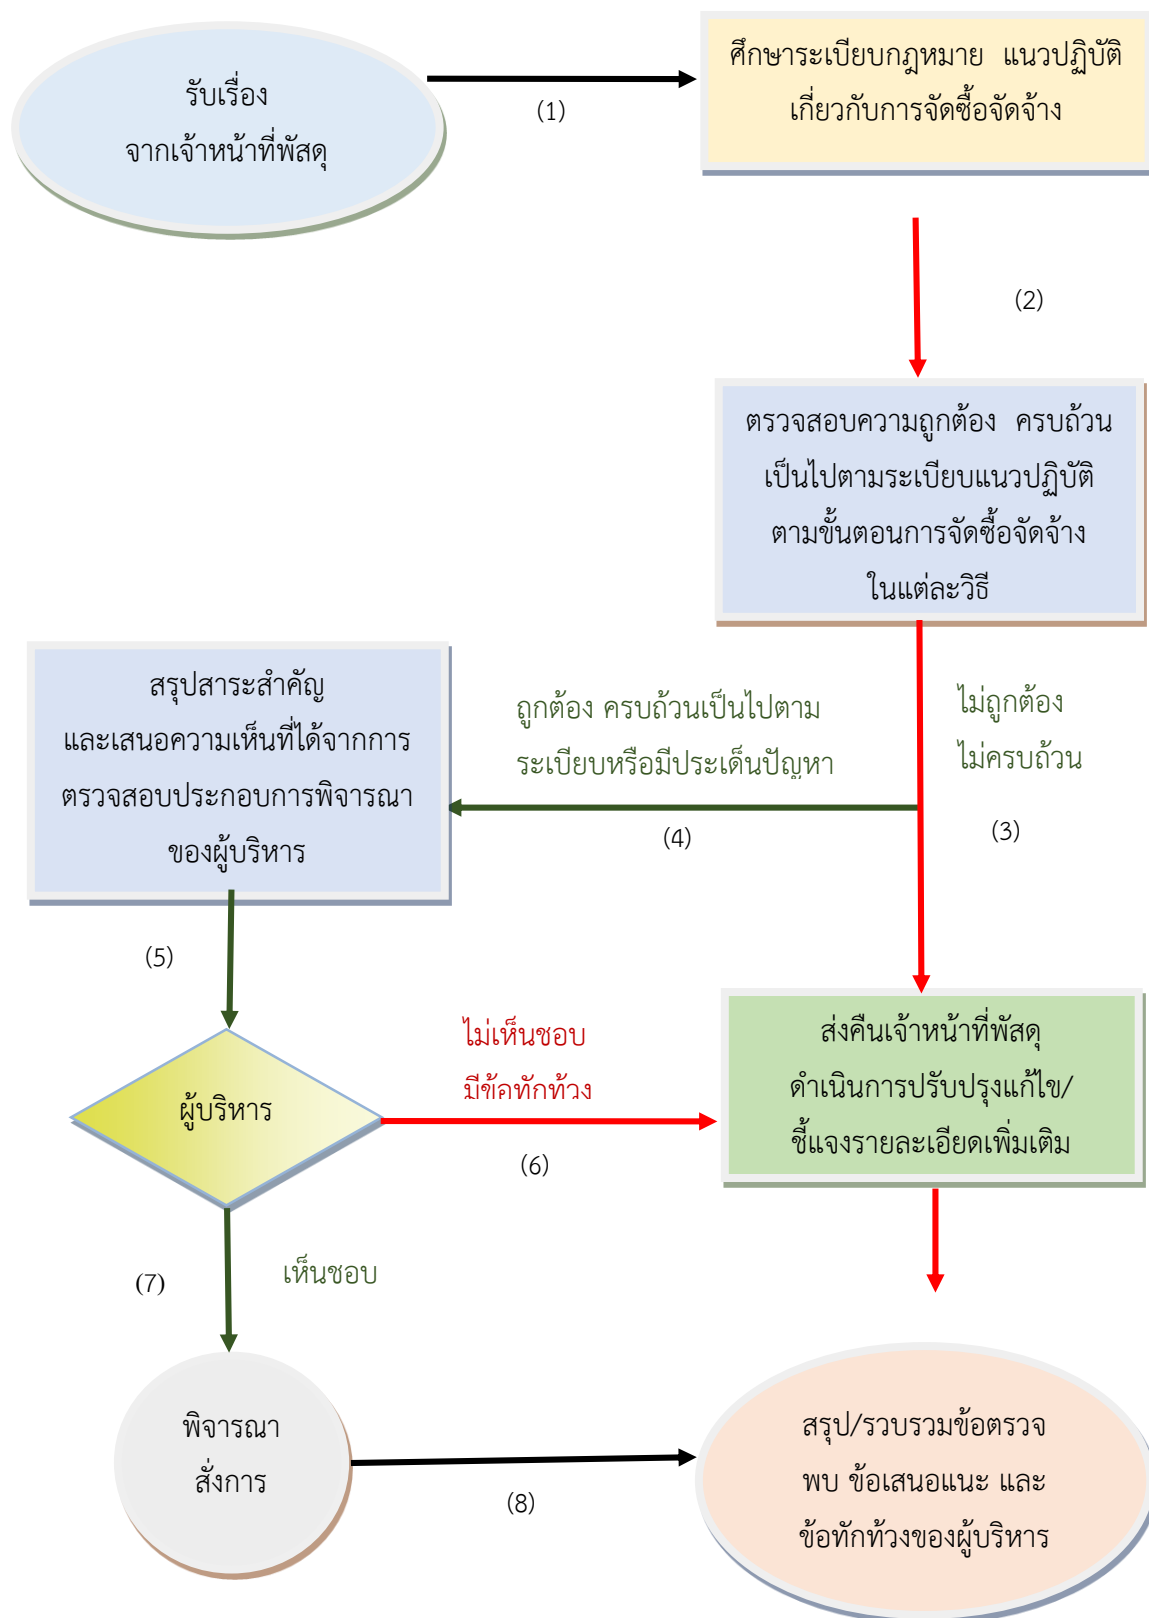 รับเรื่อง
จากเจ้าหน้าที่พัสดุ
(1)
ศึกษาระเบียบกฎหมาย แนวปฏิบัติ
เกี่ยวกับการจัดซื้อจัดจ้าง
(2)
ตรวจสอบความถูกต้อง ครบถ้วน
เป็นไปตามระเบียบแนวปฏิบัติ
ตามขั้นตอนการจัดซื้อจัดจ้าง
ในแต่ละวิธี
ไม่ถูกต้อง
ไม่ครบถ้วน
(3)
ถูกต้อง ครบถ้วนเป็นไปตาม
ระเบียบหรือมีประเด็นปัญหา
(4)
สรุปสาระสำคัญ
และเสนอความเห็นที่ได้จากการ
ตรวจสอบประกอบการพิจารณา
ของผู้บริหาร
(5)
ผู้บริหาร
ไม่เห็นชอบ
มีข้อทักท้วง
(6)
ส่งคืนเจ้าหน้าที่พัสดุ
ดำเนินการปรับปรุงแก้ไข/
ชี้แจงรายละเอียดเพิ่มเติม
(7)
เห็นชอบ
พิจารณา
สั่งการ
(8)
สรุป/รวบรวมข้อตรวจ
พบ ข้อเสนอแนะ และ
ข้อทักท้วงของผู้บริหาร